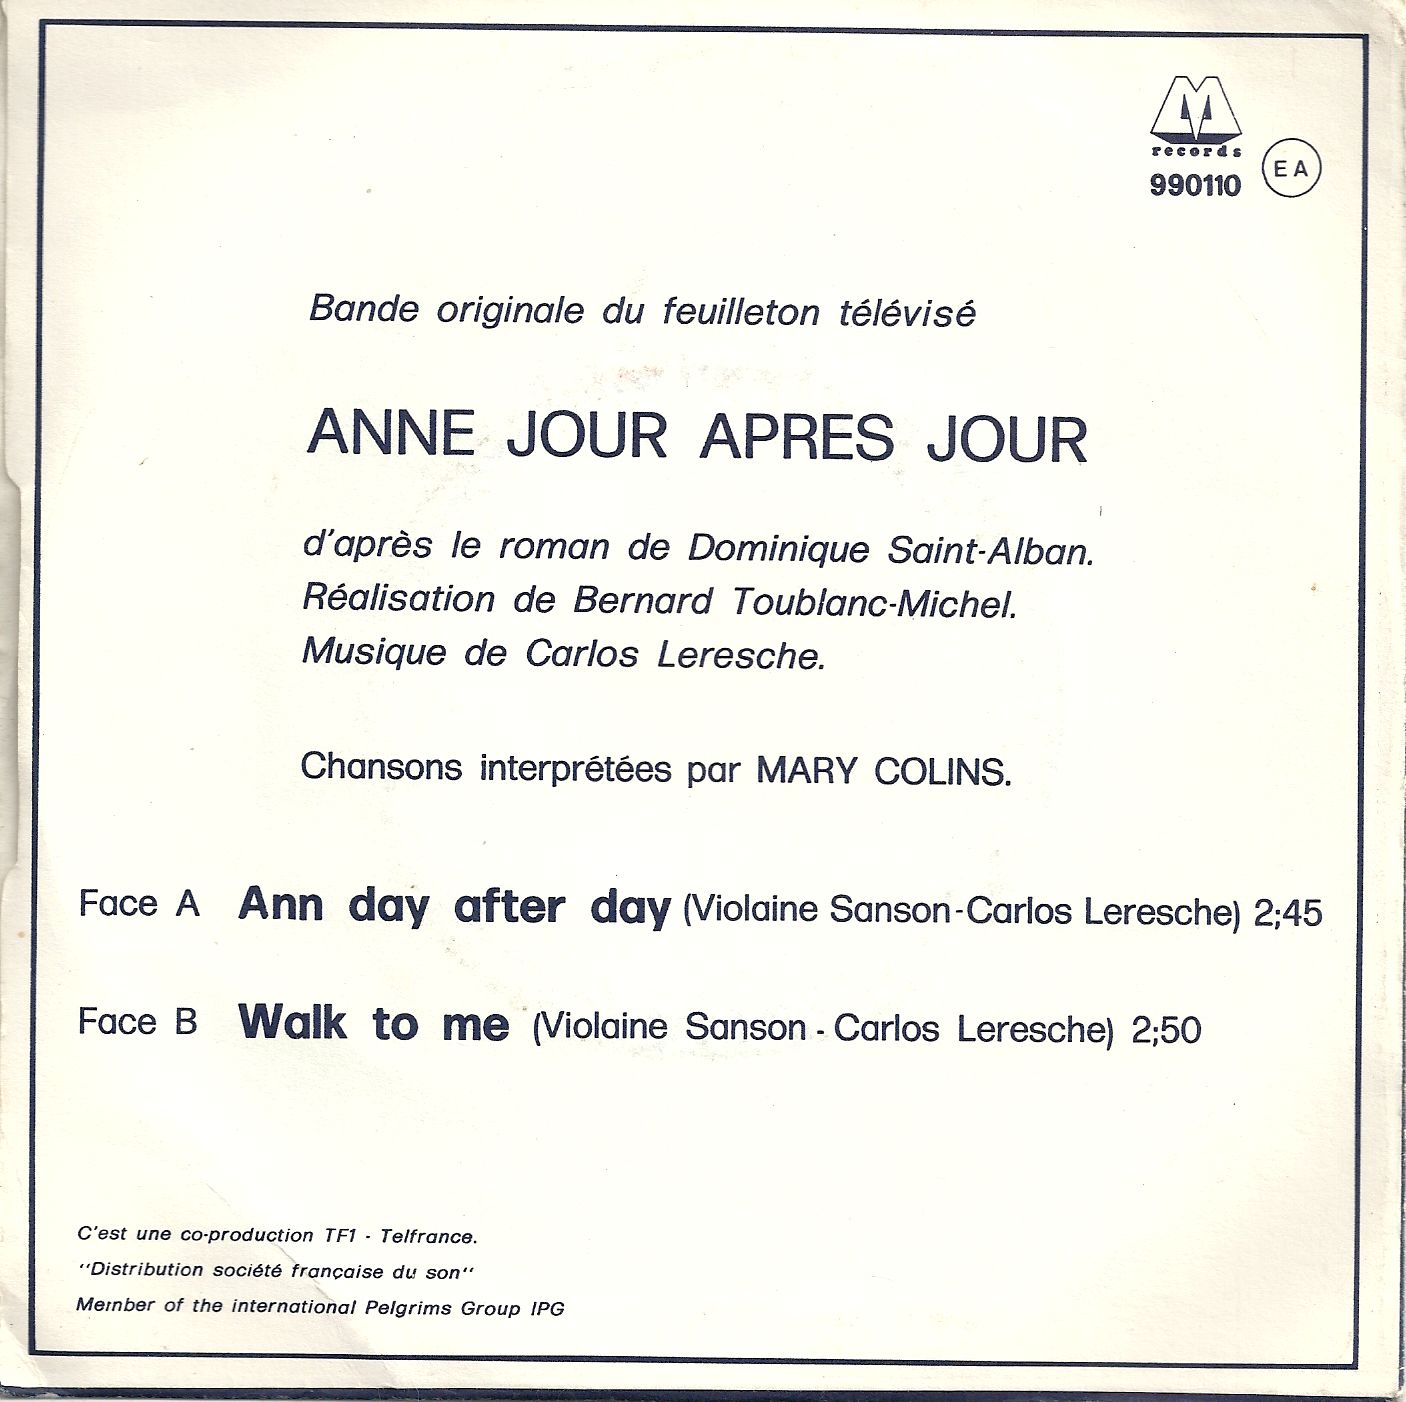 M
records
990110 EA
Bande originale du feuilleton télévisé
ANNE JOUR APRES JOUR
d'après le roman de Dominique Saint-Alban.
Réalisation de Bernard Toublanc-Michel.
Musique de Carlos Leresche.
Chansons interprétées par MARY COLINS.
Face A Ann day after day (Violaine Sanson-Carlos Leresche) 2;45
Face B Walk to me (Violaine Sanson - Carlos Leresche) 2;50
C'est une co-production TF1 - Telfrance.
"Distribution société française du son"
Member of the international Pelgrims Group IPG